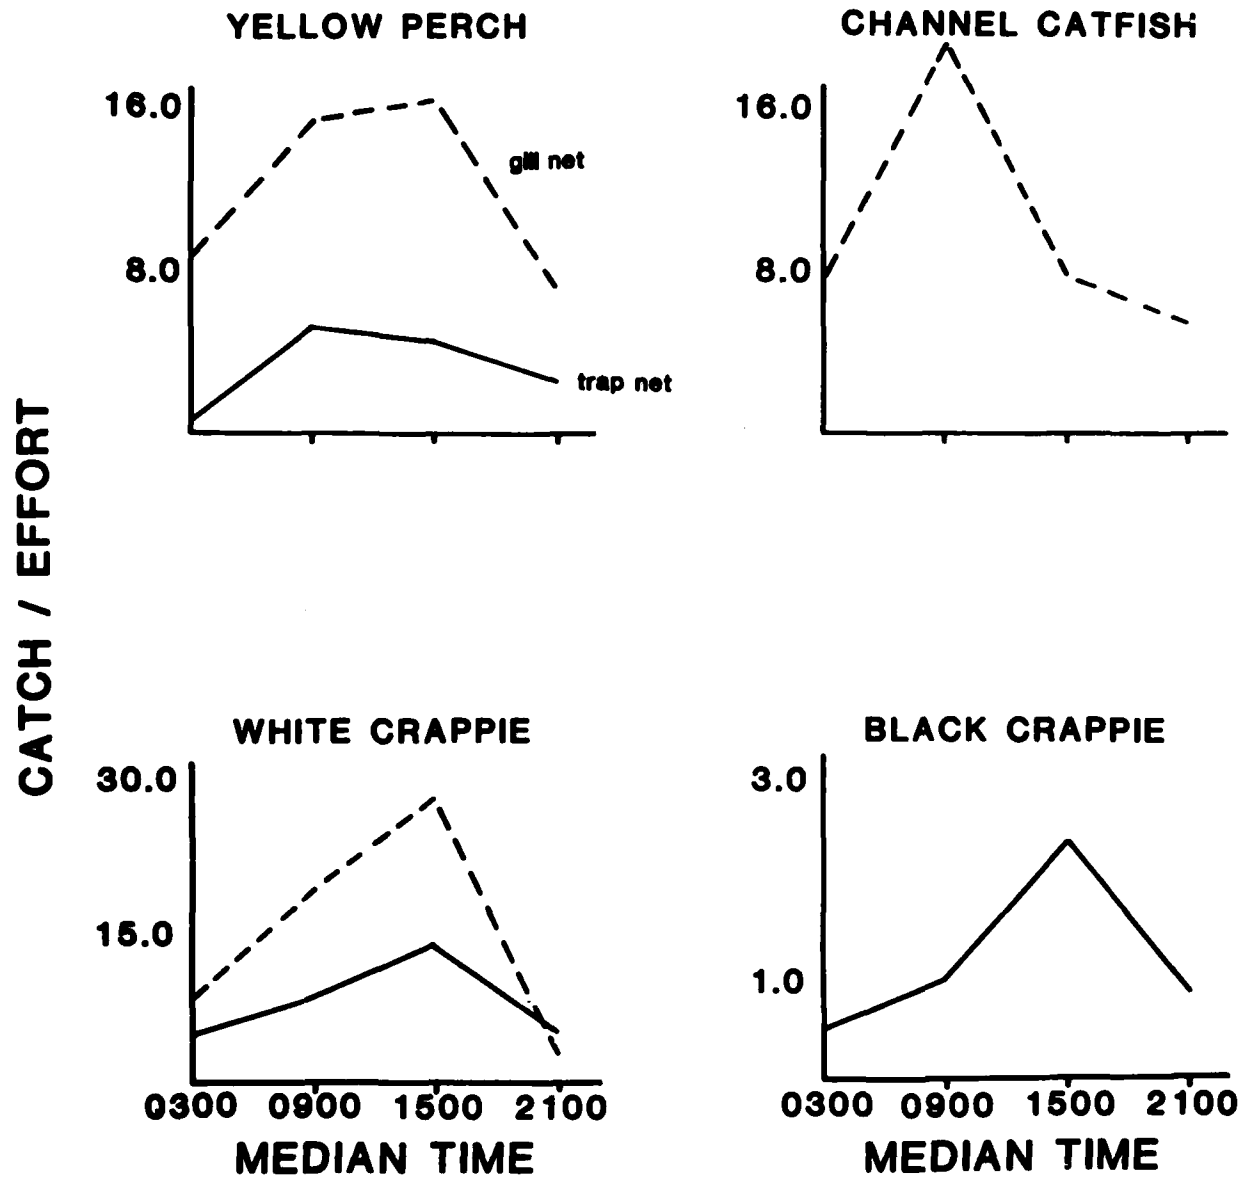 YELLOW PERCH
CHANNEL CATFISH
16.0
8.0
gill net
trap net
16.0
8.0
CATCH / EFFORT
WHITE CRAPPIE
BLACK CRAPPIE
30.0
15.0
3.0
1.0
0300 0900 1500 2100
0300 0900 1500 2100
MEDIAN TIME
MEDIAN TIME